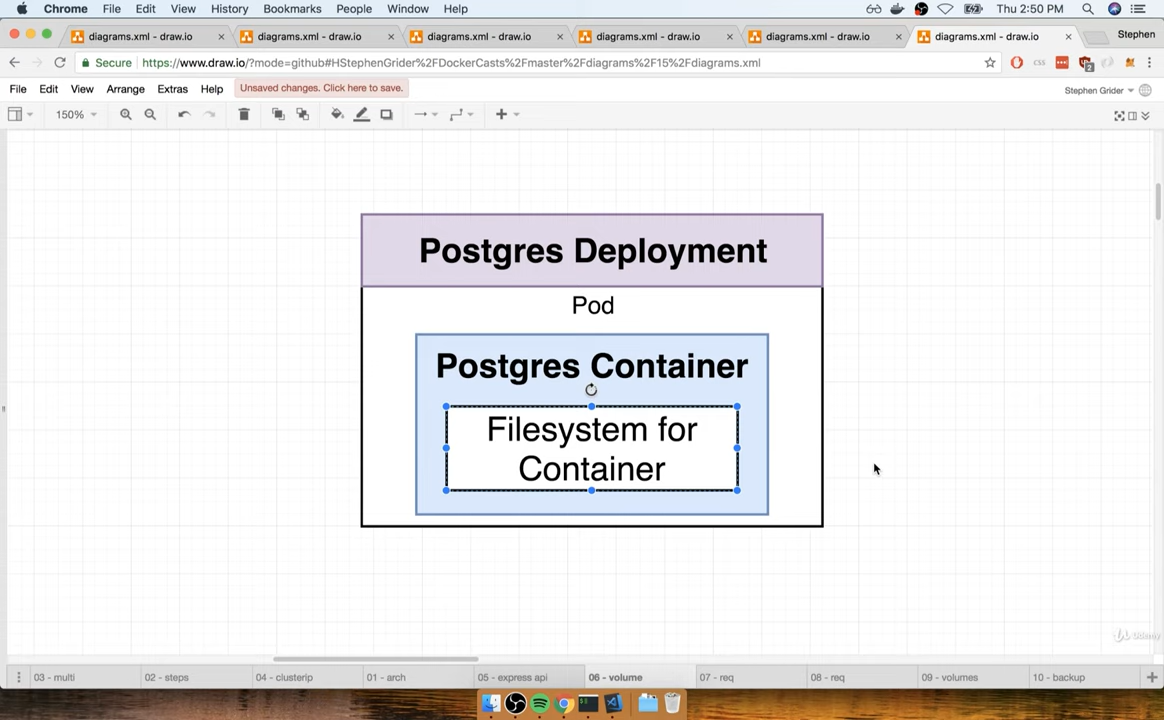 Chrome File Edit View History Bookmarks People Window Help Thu 2:50 PM
diagrams.xml - draw.io diagrams.xml - draw.io diagrams.xml - draw.io diagrams.xml - draw.io diagrams.xml - draw.io diagrams.xml - draw.io Stephen
Secure https://www.draw.io/?mode=github#HStephenGrider%2FDockerCasts%2Fmaster%2Fdiagrams%2F15%2Fdiagrams.xml css 2
File Edit View Arrange Extras Help Unsaved changes. Click here to save. Stephen Grider
150%
Postgres Deployment
Pod
Postgres Container
Filesystem for
Container
Udemy
03 - multi 02 - steps 04 - clusterip 01 - arch 05 - express api 06 - volume 07 - req 08 - req 09 - volumes 10 - backup